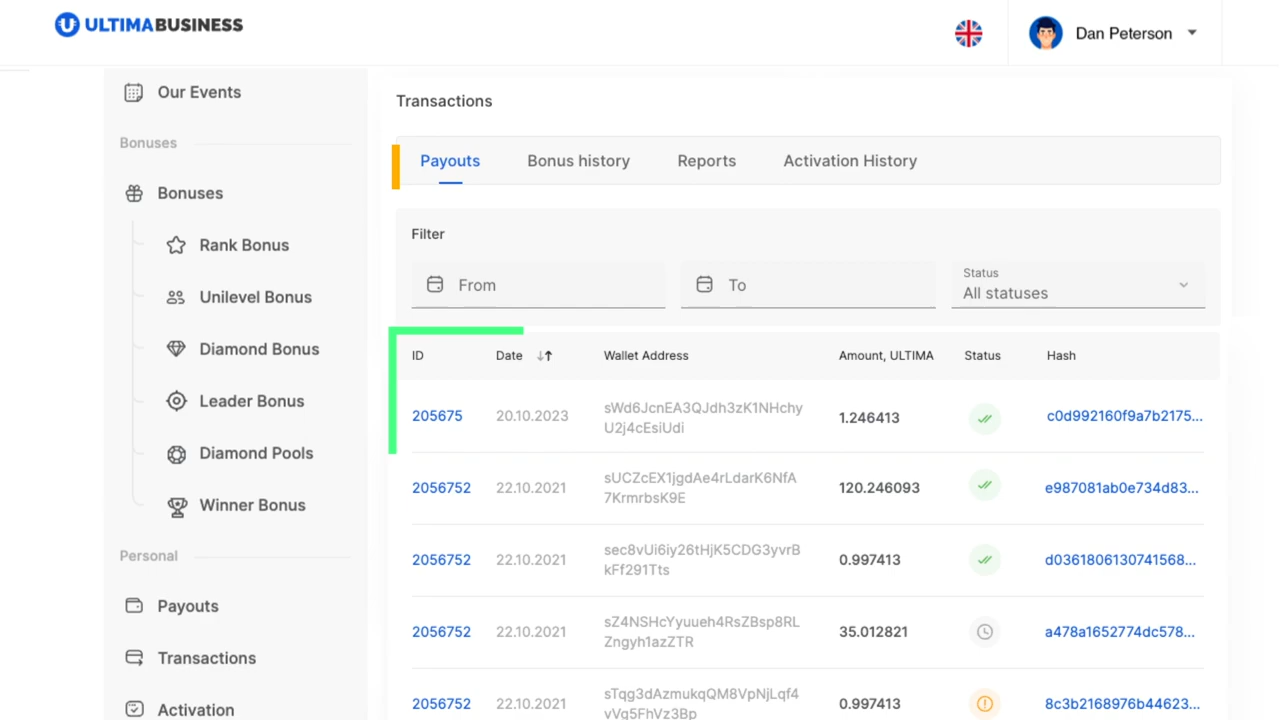 ULTIMABUSINESS
Dan Peterson
Our Events
Bonuses
Bonuses
Rank Bonus
Unilevel Bonus
Diamond Bonus
Leader Bonus
Diamond Pools
Winner Bonus
Personal
Payouts
Transactions
Activation
Transactions
Payouts Bonus history Reports Activation History
Filter
From To Status
All statuses
ID Date Wallet Address Amount, ULTIMA Status Hash
205675 20.10.2023 sWd6JcnEA3QJdh3zK1NHchy 1.246413 c0d992160f9a7b2175...
U2j4cEsiUdi
2056752 22.10.2021 sUCZcEX1jgdAe4rLdarK6NfA 120.246093 e987081ab0e734d83...
7KrmrbsK9E
2056752 22.10.2021 sec8vUi6iy26tHjK5CDG3yvrB 0.997413 d0361806130741568...
kFf291Tts
2056752 22.10.2021 sZ4NSHcYyuueh4RsZBsp8RL 35.012821 a478a1652774dc578...
Zngyh1azZTR
2056752 22.10.2021 sTqg3dAzmukqQM8VpNjLqf4 0.997413 8c3b2168976b44623...
vVg5FhVz3Bp